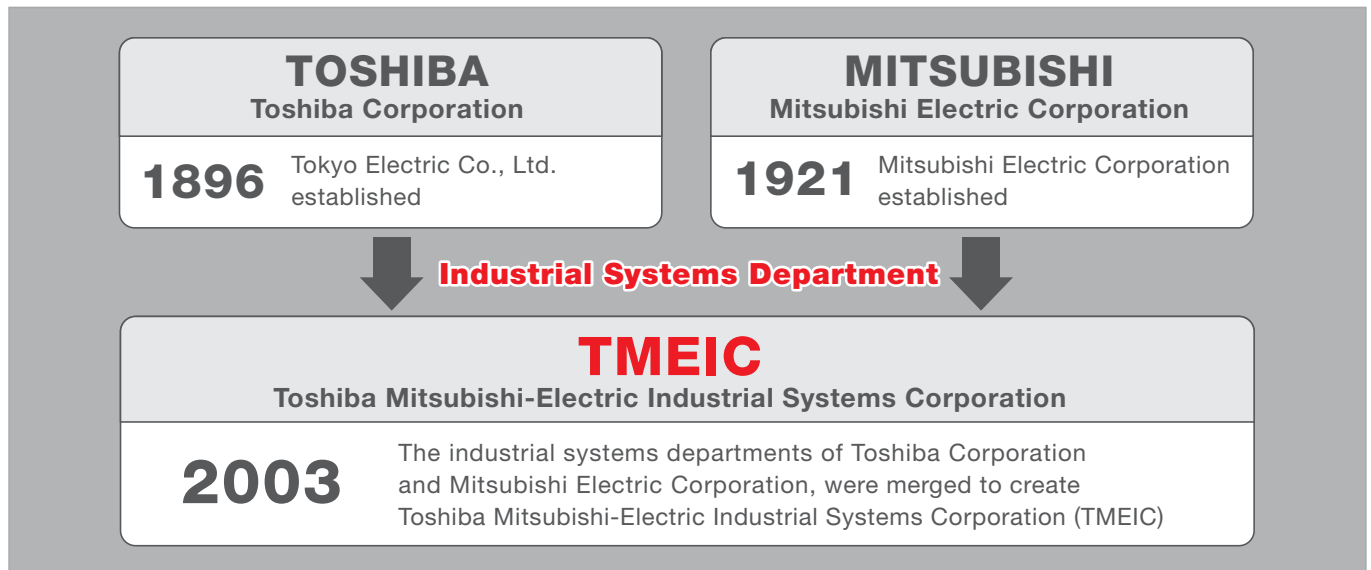 TOSHIBA
Toshiba Corporation
1896
Tokyo Electric Co., Ltd.
established
MITSUBISHI
Mitsubishi Electric Corporation
1921
Mitsubishi Electric Corporation
established
Industrial Systems Department
TMEIC
Toshiba Mitsubishi-Electric Industrial Systems Corporation
2003
The industrial systems departments of Toshiba Corporation
and Mitsubishi Electric Corporation, were merged to create
Toshiba Mitsubishi-Electric Industrial Systems Corporation (TMEIC)